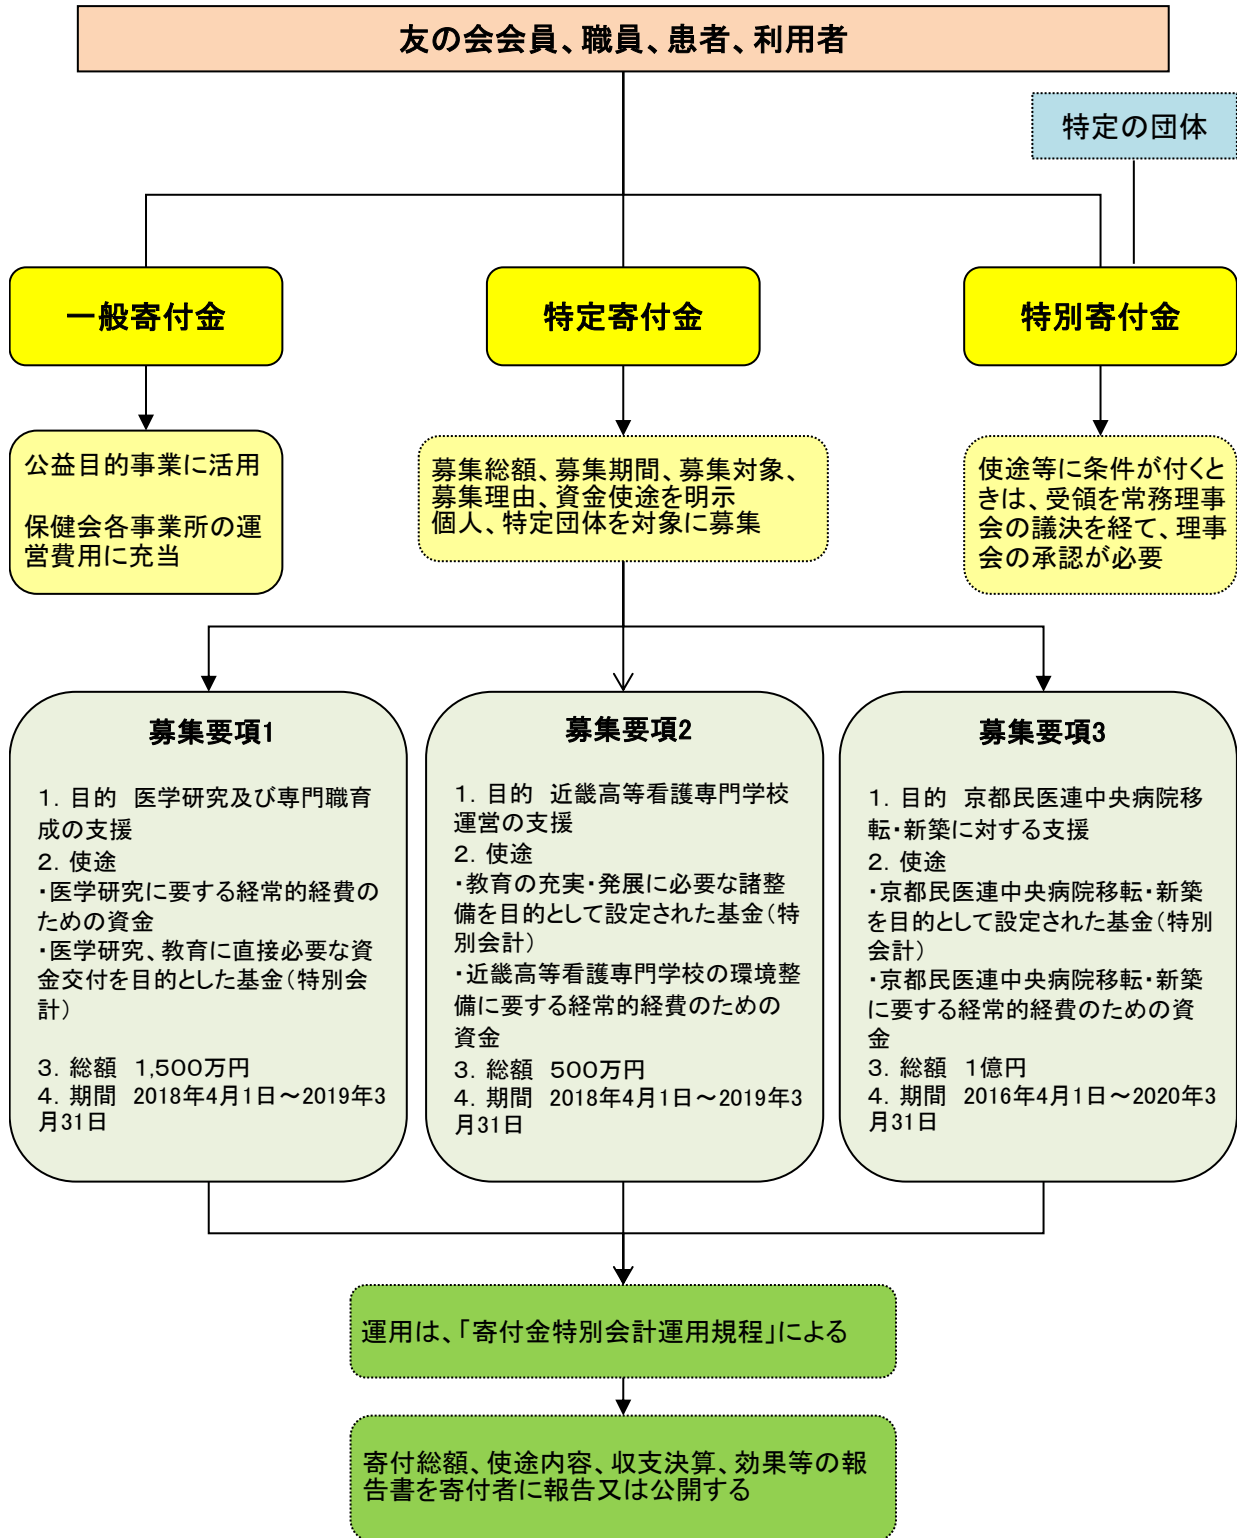 友の会会員、職員、患者、利用者
特定の団体
一般寄付金
特定寄付金
特別寄付金
公益目的事業に活用
保健会各事業所の運
営費用に充当
募集総額、募集期間、募集対象、
募集理由、資金使途を明示
個人、特定団体を対象に募集
使途等に条件が付くと
きは、受領を常務理事
会の議決を経て、理事
会の承認が必要
募集要項1
1. 目的　医学研究及び専門職育
成の支援
2. 使途
・医学研究に要する経常的経費の
ための資金
・医学研究、教育に直接必要な資
金交付を目的とした基金(特別会
計)
3. 総額　1,500万円
4. 期間　2018年4月1日～2019年3
月31日
募集要項2
1. 目的　近畿高等看護専門学校
運営の支援
2. 使途
・教育の充実・発展に必要な諸整
備を目的として設定された基金(特
別会計)
・近畿高等看護専門学校の環境整
備に要する経常的経費のための
資金
3. 総額　500万円
4. 期間　2018年4月1日～2019年3
月31日
募集要項3
1. 目的　京都民医連中央病院移
転・新築に対する支援
2. 使途
・京都民医連中央病院移転・新築
を目的として設定された基金(特別
会計)
・京都民医連中央病院移転・新築
に要する経常的経費のための資
金
3. 総額　1億円
4. 期間　2016年4月1日～2020年3
月31日
運用は、「寄付金特別会計運用規程」による
寄付総額、使途内容、収支決算、効果等の報
告書を寄付者に報告又は公開する